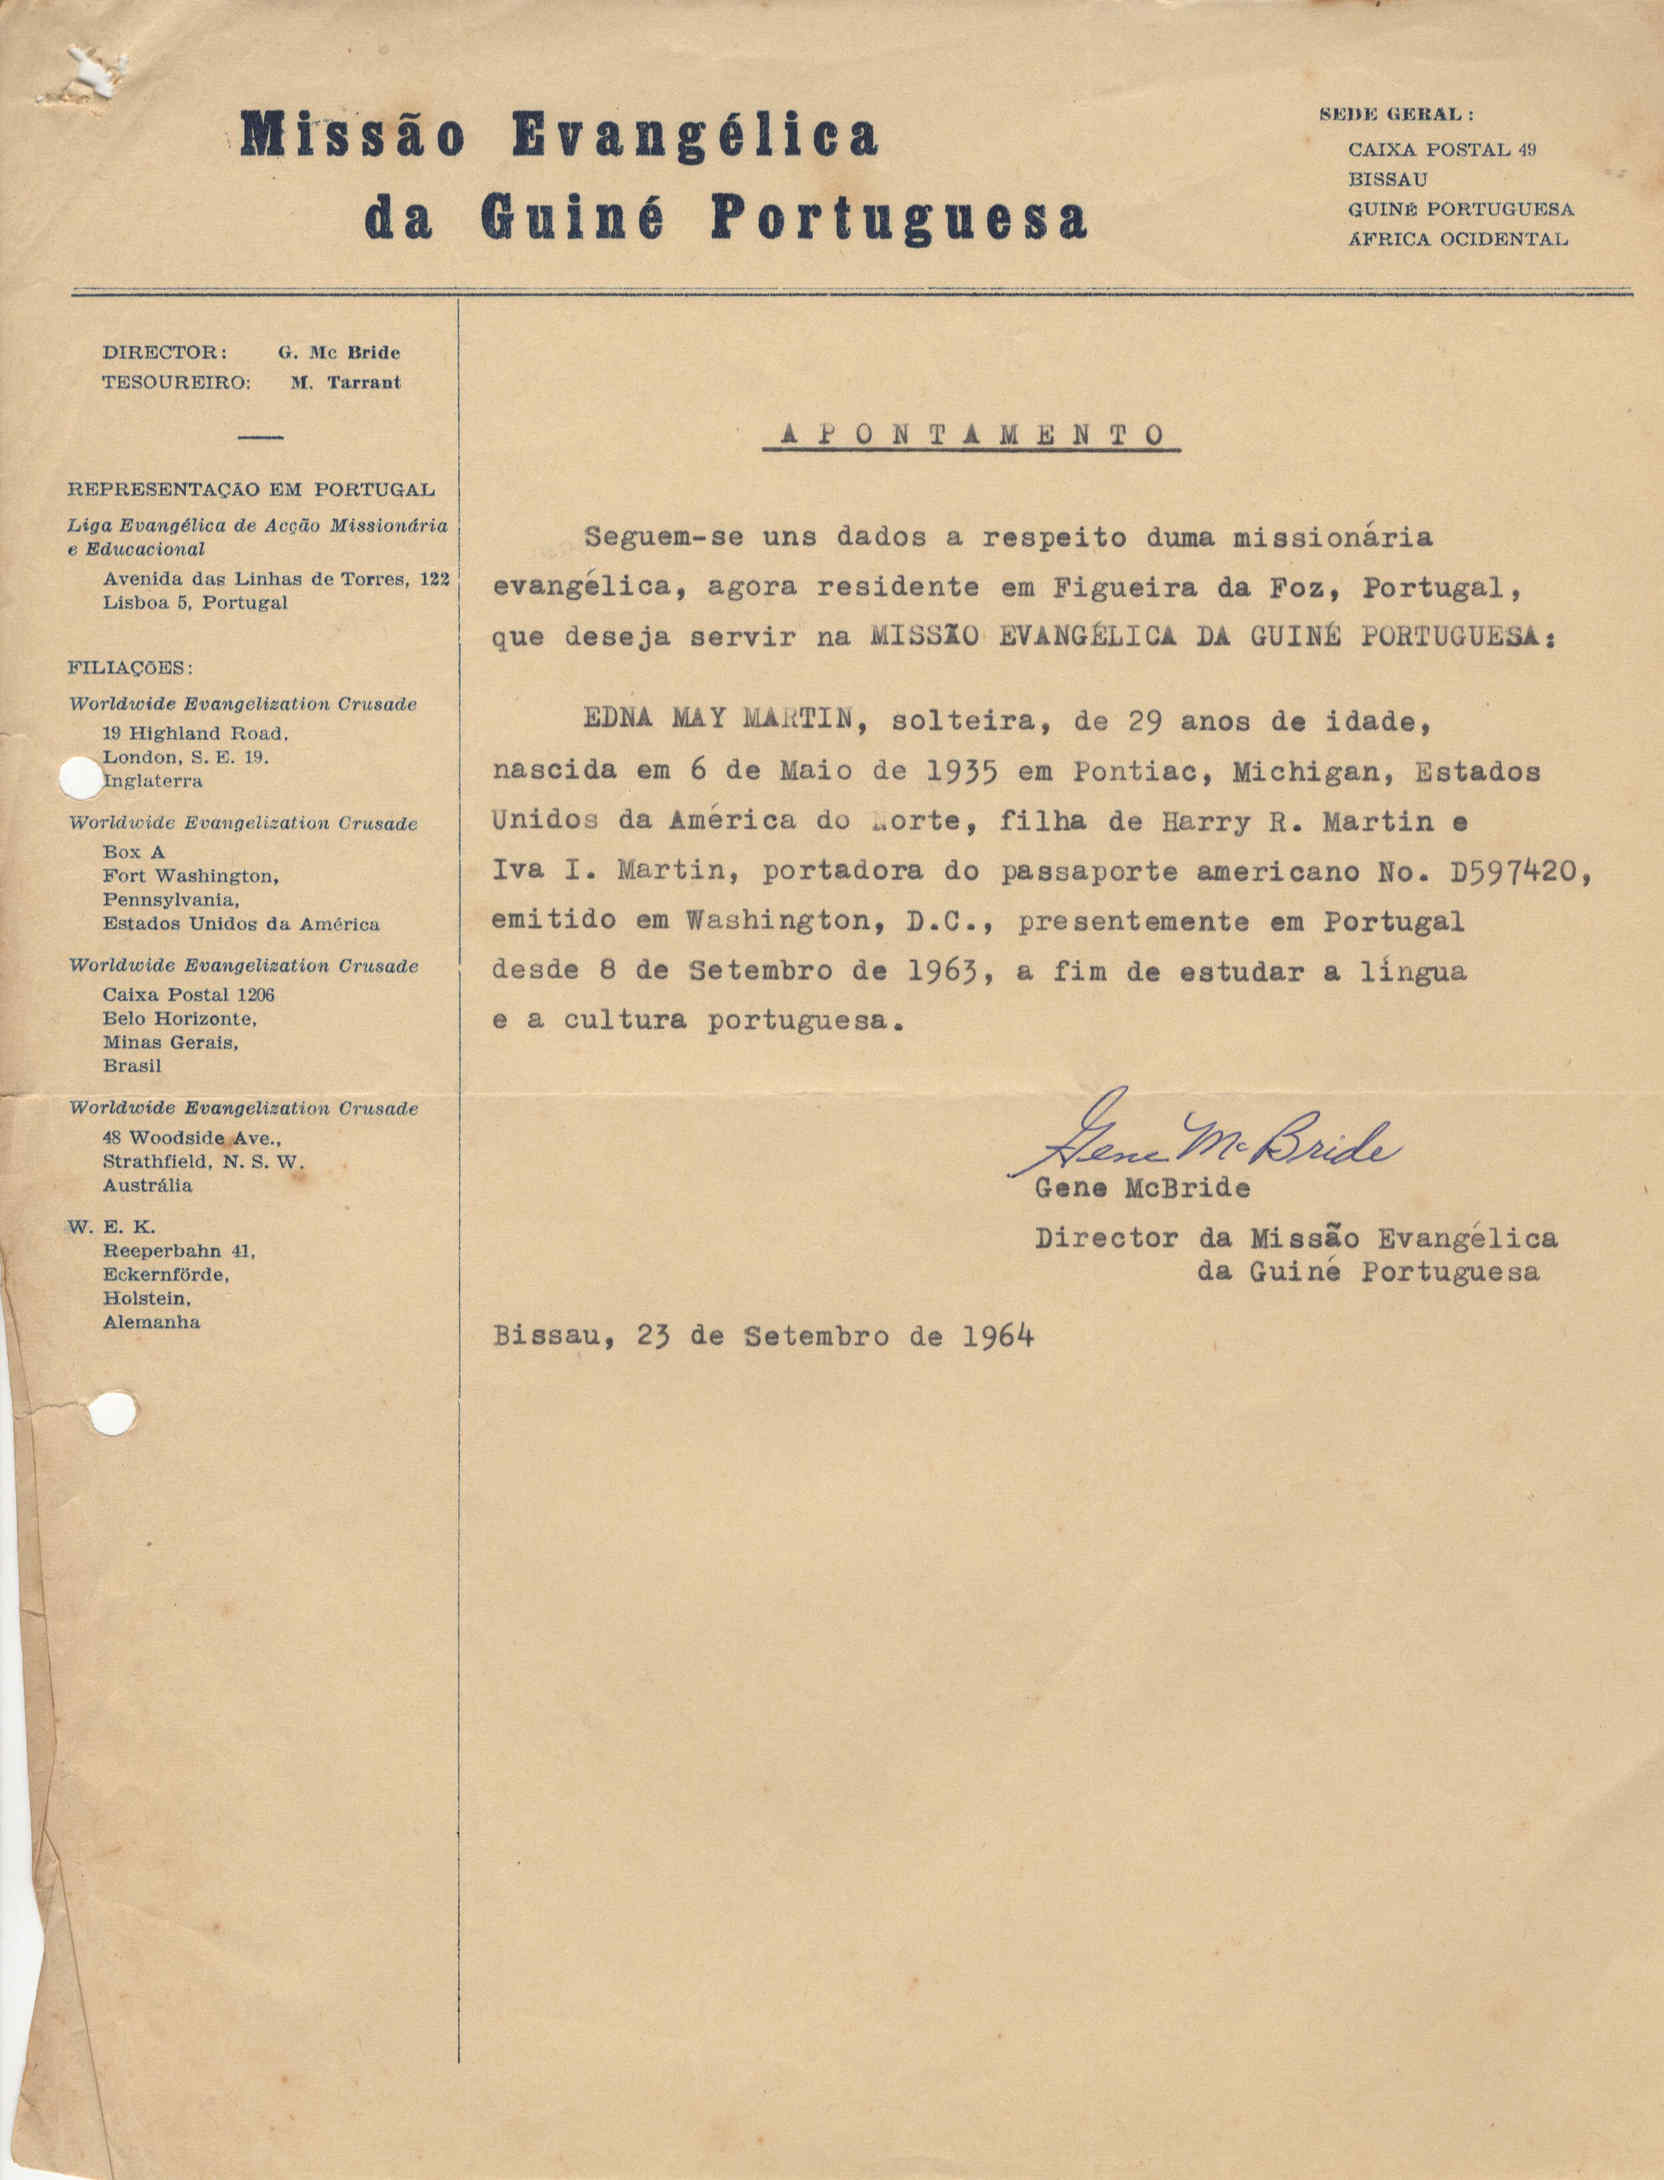 Missão Evangélica
da Guiné Portuguesa
SEDE GERAL:
CAIXA POSTAL 49
BISSAU
GUINÉ PORTUGUESA
ÁFRICA OCIDENTAL
DIRECTOR: G. Mc Bride
TESOUREIRO: M. Tarrant
REPRESENTAÇÃO EM PORTUGAL
Liga Evangélica de Acção Missionária
e Educacional
Avenida das Linhas de Torres, 122
Lisboa 5, Portugal
FILIAÇÕES:
Worldwide Evangelization Crusade
19 Highland Road,
London, S. E. 19.
Inglaterra
Worldwide Evangelization Crusade
Box A
Fort Washington,
Pennsylvania,
Estados Unidos da América
Worldwide Evangelization Crusade
Caixa Postal 1206
Belo Horizonte,
Minas Gerais,
Brasil
Worldwide Evangelization Crusade
48 Woodside Ave.,
Strathfield, N. S. W.
Austrália
W. E. K.
Reeperbahn 41,
Eckernförde,
Holstein,
Alemanha
APONTAMENTO
Seguem-se uns dados a respeito duma missionária
evangélica, agora residente em Figueira da Foz, Portugal,
que deseja servir na MISSÃO EVANGÉLICA DA GUINÉ PORTUGUESA:
EDNA MAY MARTIN, solteira, de 29 anos de idade,
nascida em 6 de Maio de 1935 em Pontiac, Michigan, Estados
Unidos da América do Norte, filha de Harry R. Martin e
Iva I. Martin, portadora do passaporte americano No. D597420,
emitido em Washington, D.C., presentemente em Portugal
desde 8 de Setembro de 1963, a fim de estudar a língua
e a cultura portuguesa.
Gene McBride
Gene McBride
Director da Missão Evangélica
da Guiné Portuguesa
Bissau, 23 de Setembro de 1964